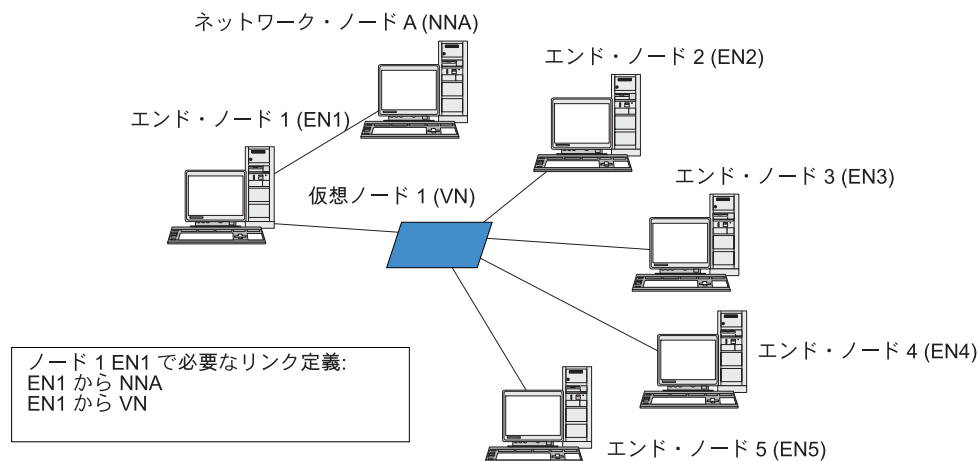 ネットワーク・ノード A (NNA)
エンド・ノード 2 (EN2)
エンド・ノード 1 (EN1)
エンド・ノード 3 (EN3)
仮想ノード 1 (VN)
エンド・ノード 4 (EN4)
ノード 1 EN1 で必要なリンク定義:
EN1 から NNA
EN1 から VN
エンド・ノード 5 (EN5)